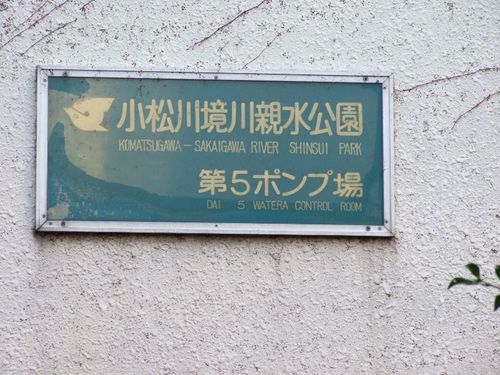 小松川境川親水公園
KOMATSUGAWA-SAKAIGAWA RIVER SHINSUI PARK
第5ポンプ場
DAI 5 WATERA CONTROL ROOM